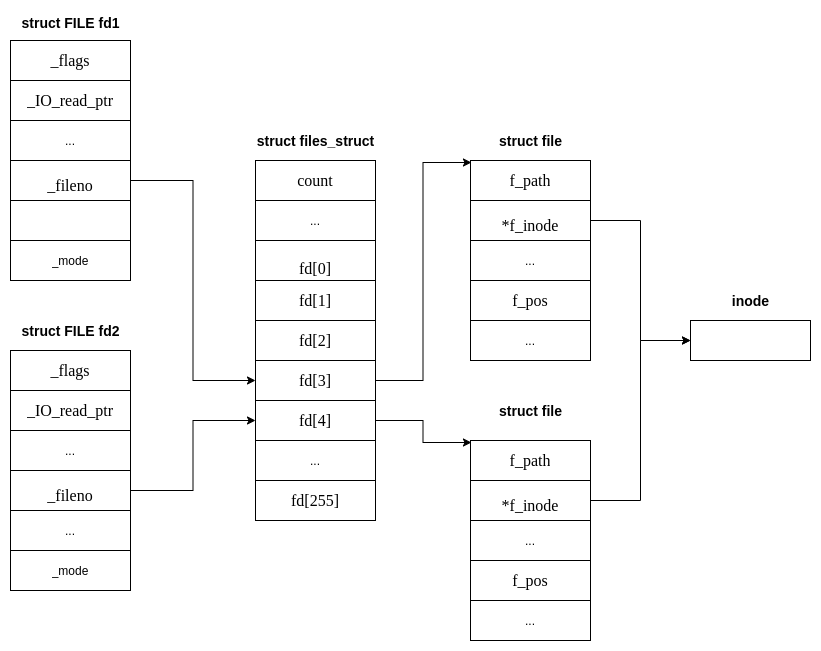 struct FILE fd1
_flags
_IO_read_ptr
...
_fileno
_mode
struct FILE fd2
_flags
_IO_read_ptr
...
_fileno
...
_mode
struct files_struct
count
...
fd[0]
fd[1]
fd[2]
fd[3]
fd[4]
...
fd[255]
struct file
f_path
*f_inode
...
f_pos
...
struct file
f_path
*f_inode
...
f_pos
...
inode